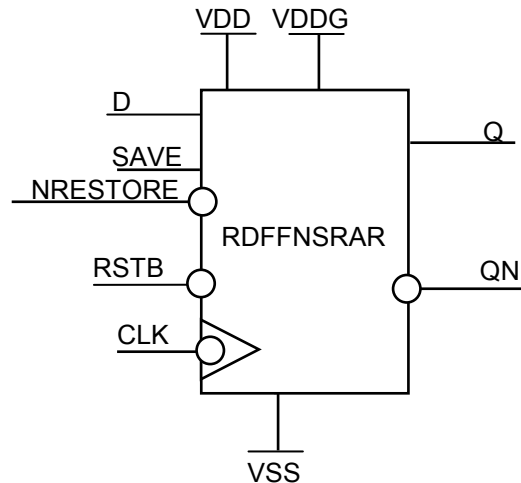 VDD VDDG
D
Q
SAVE
NRESTORE
RDFFNSRAR
RSTB
QN
CLK
VSS